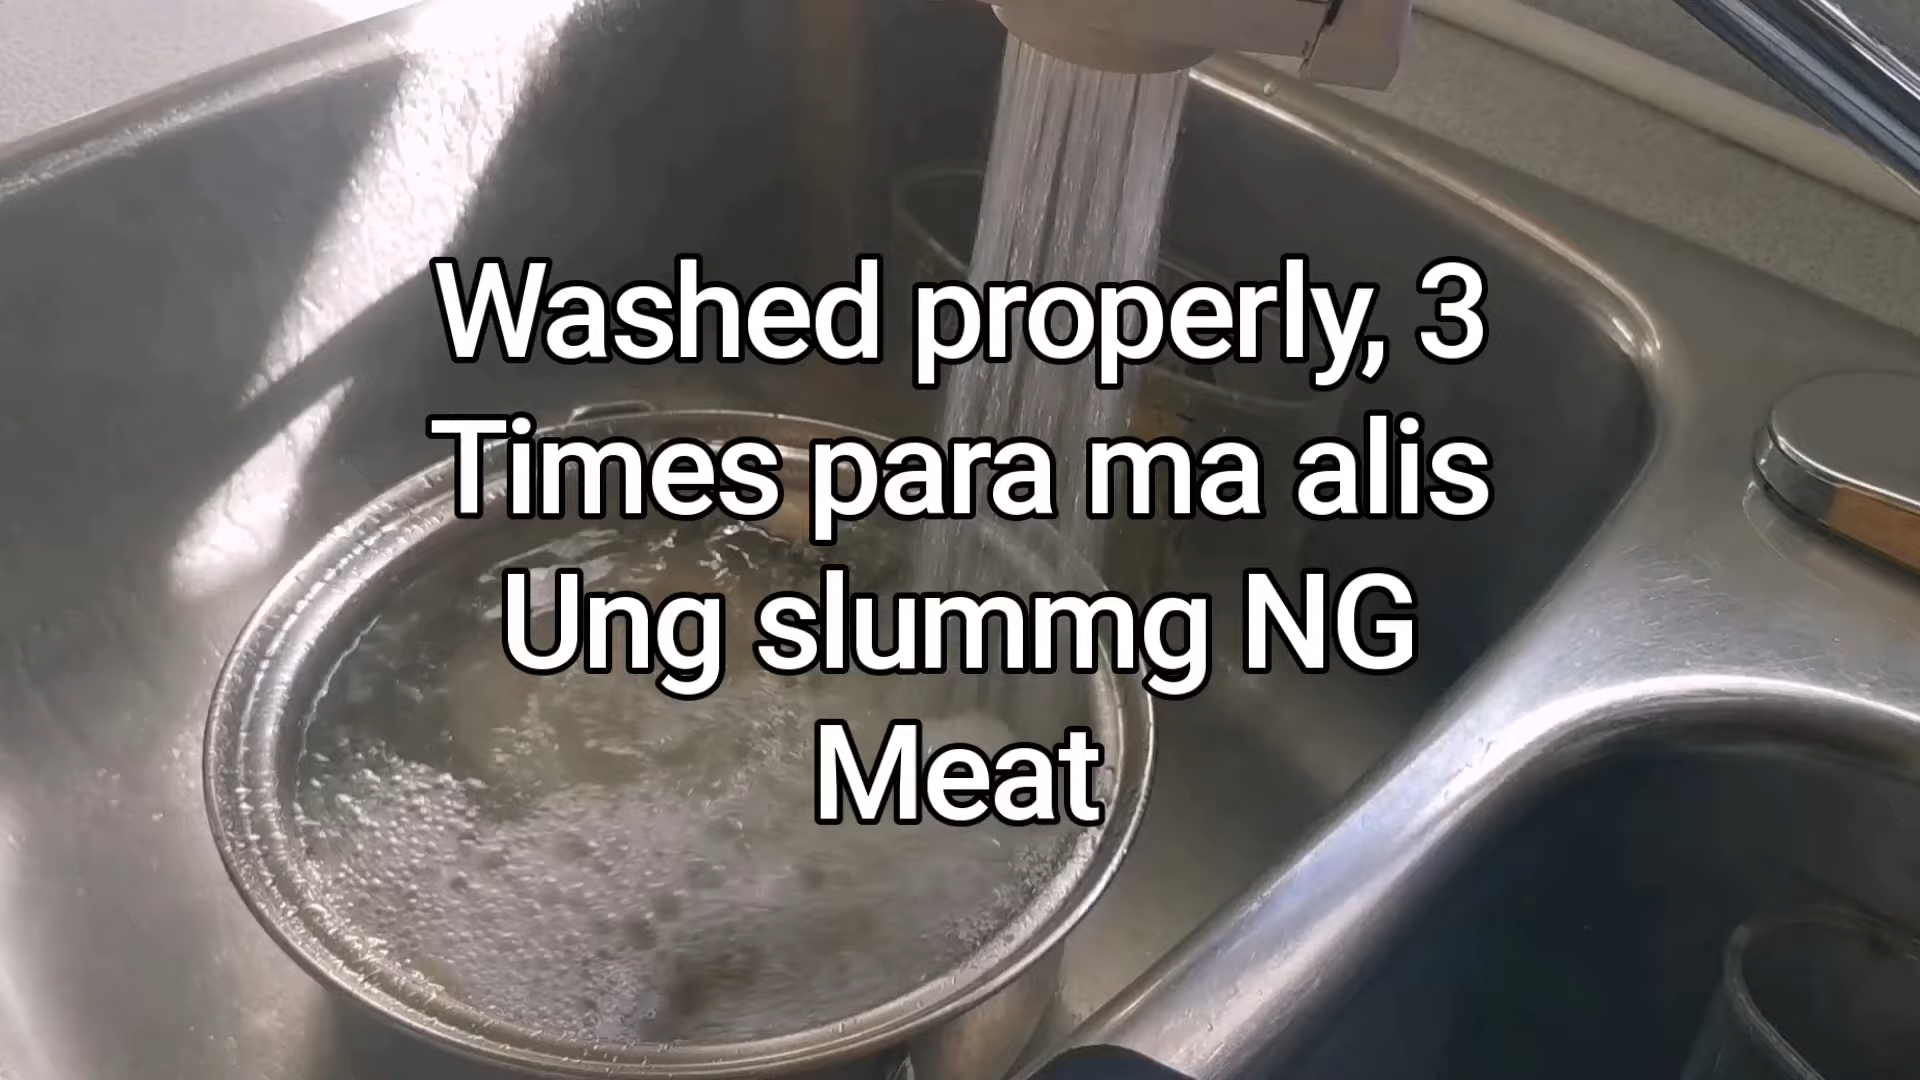 Washed properly, 3
Times para ma alis
Ung slummg NG
Meat